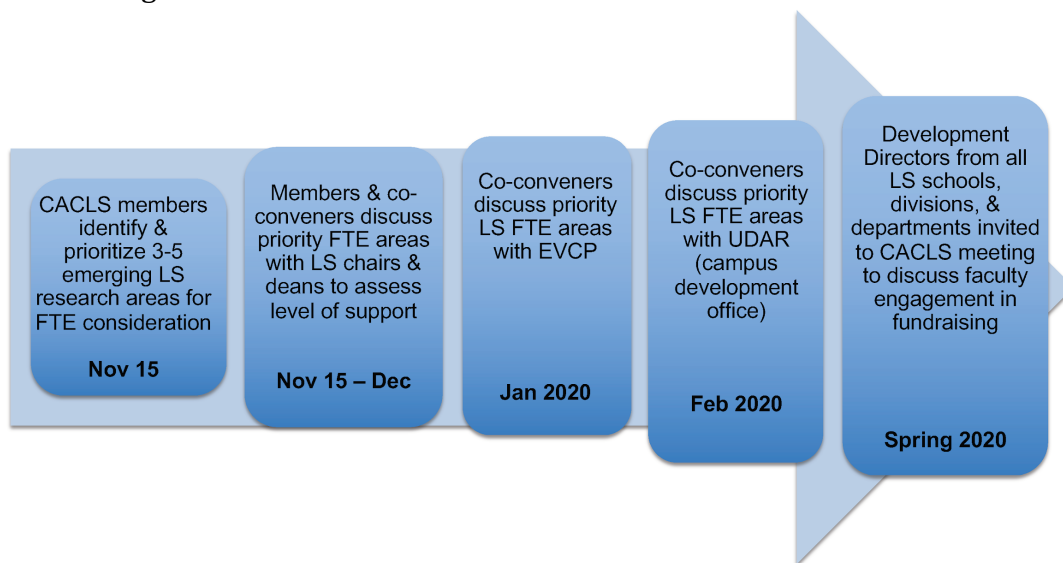 CACLS members
identify &
prioritize 3-5
emerging LS
research areas for
FTE consideration
Nov 15
Members & co-
conveners discuss
priority FTE areas
with LS chairs &
deans to assess
level of support
Nov 15 – Dec
Co-conveners
discuss priority
LS FTE areas
with EVCP
Jan 2020
Co-conveners
discuss priority
LS FTE areas
with UDAR
(campus
development
office)
Feb 2020
Development
Directors from all
LS schools,
divisions, &
departments invited
to CACLS meeting
to discuss faculty
engagement in
fundraising
Spring 2020